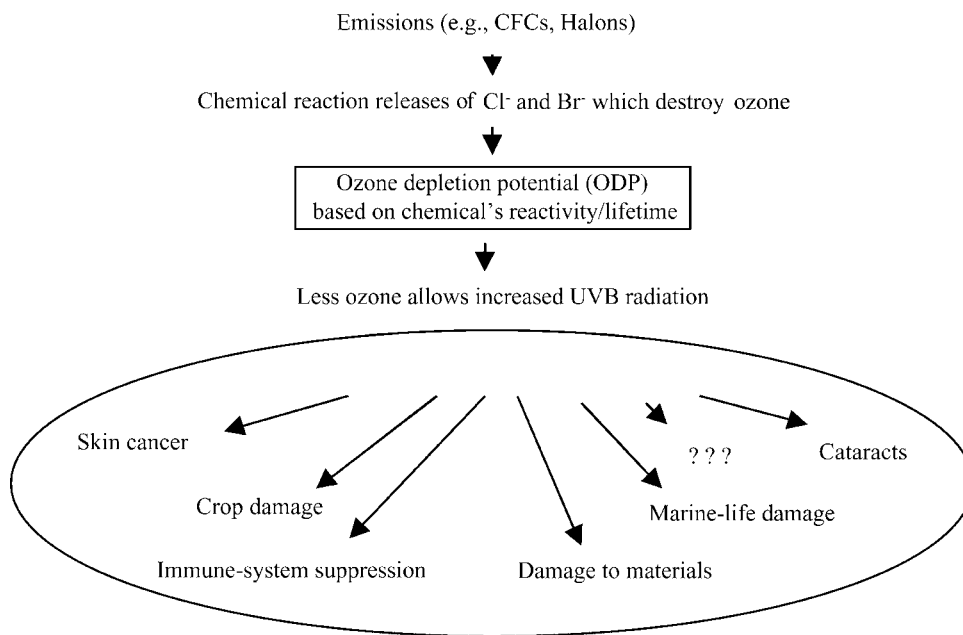 Emissions (e.g., CFCs, Halons)
Chemical reaction releases of Cl⁻ and Br⁻ which destroy ozone
Ozone depletion potential (ODP)
based on chemical's reactivity/lifetime
Less ozone allows increased UVB radiation
Skin cancer
? ? ?
Cataracts
Crop damage
Marine-life damage
Immune-system suppression
Damage to materials